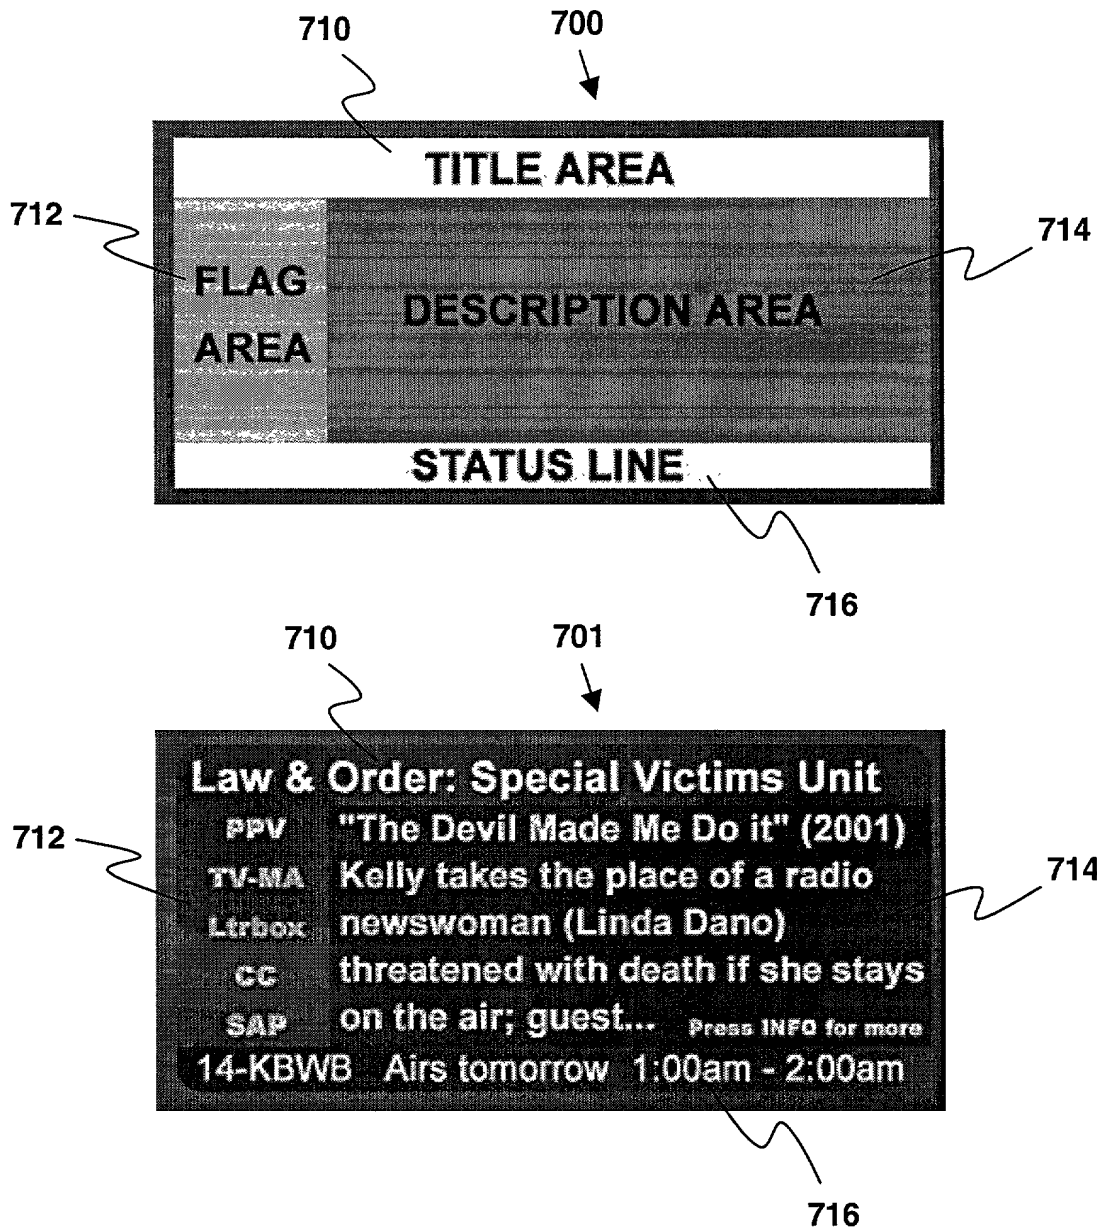 710
700
TITLE AREA
712
714
FLAG
AREA
DESCRIPTION AREA
STATUS LINE
716
710
701
Law & Order: Special Victims Unit
712
PPV
"The Devil Made Me Do it" (2001)
TV-MA
Kelly takes the place of a radio
714
Ltrbox
newswoman (Linda Dano)
CC
threatened with death if she stays
SAP
on the air; guest...
Press INFO for more
14-KBWB Airs tomorrow 1:00am - 2:00am
716